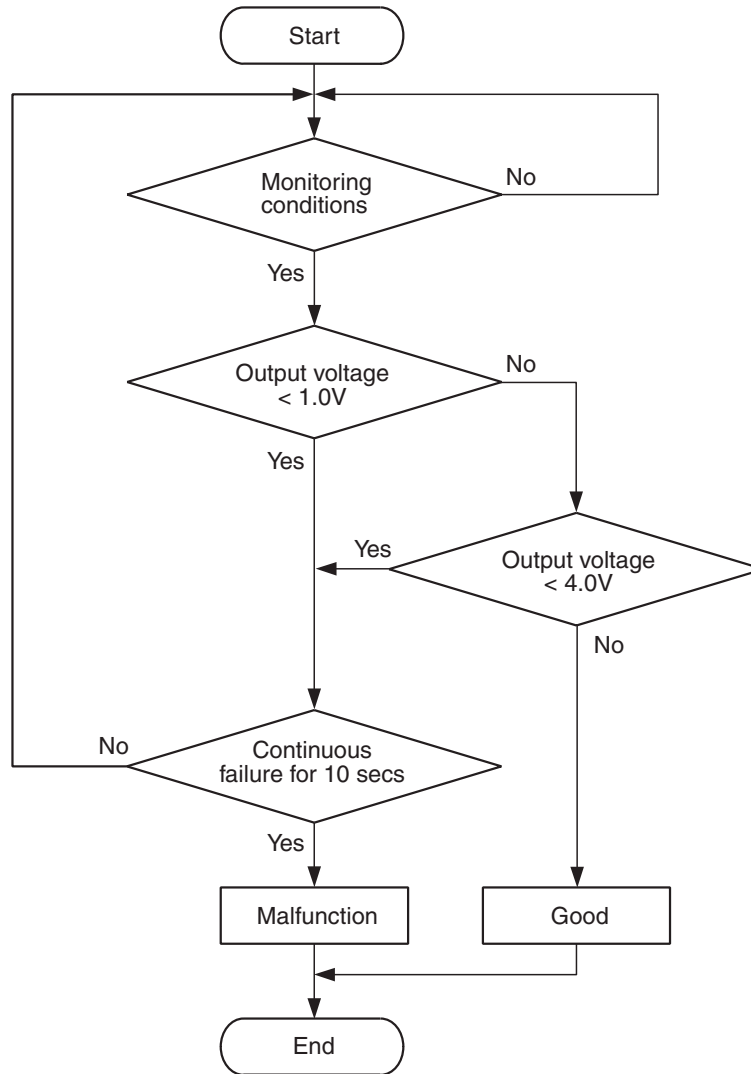 Start
Monitoring
conditions
No
Yes
Output voltage
< 1.0V
No
Yes
Yes
Output voltage
< 4.0V
No
No
Continuous
failure for 10 secs
Yes
Malfunction
Good
End